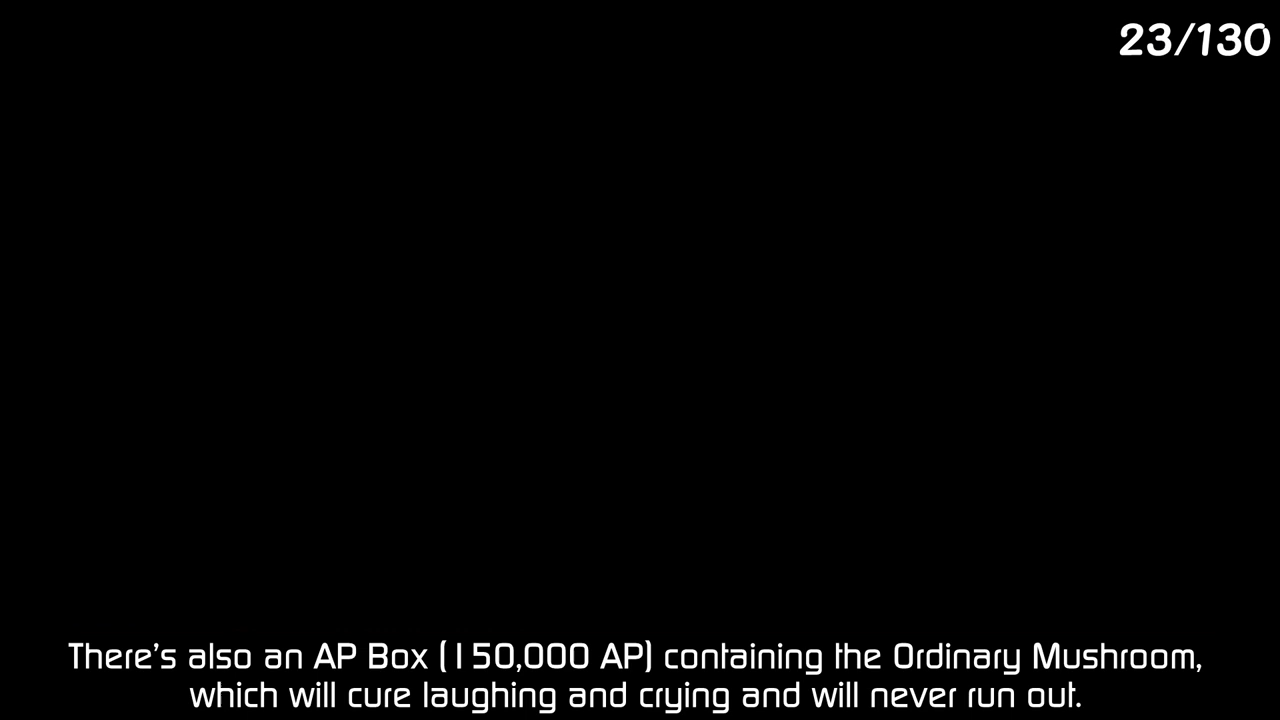 23/130
There's also an AP Box (150,000 AP) containing the Ordinary Mushroom,
which will cure laughing and crying and will never run out.